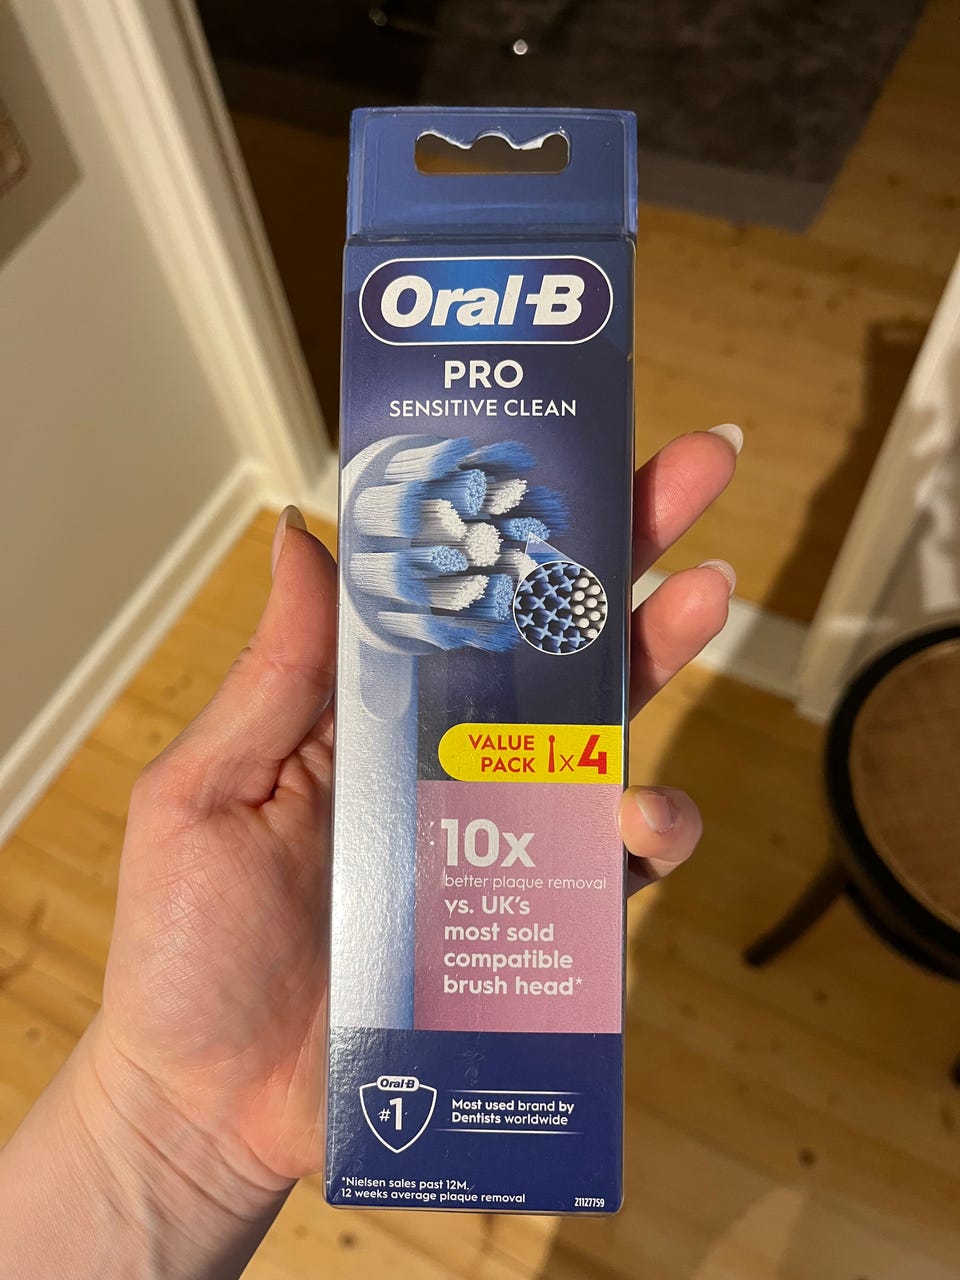 Oral-B
PRO
SENSITIVE CLEAN
VALUE
PACK x4
10x
better plaque removal
vs. UK's
most sold
compatible
brush head*
Oral-B
#1
Most used brand by
Dentists worldwide
*Nielsen sales past 12M.
12 weeks average plaque removal
21127759